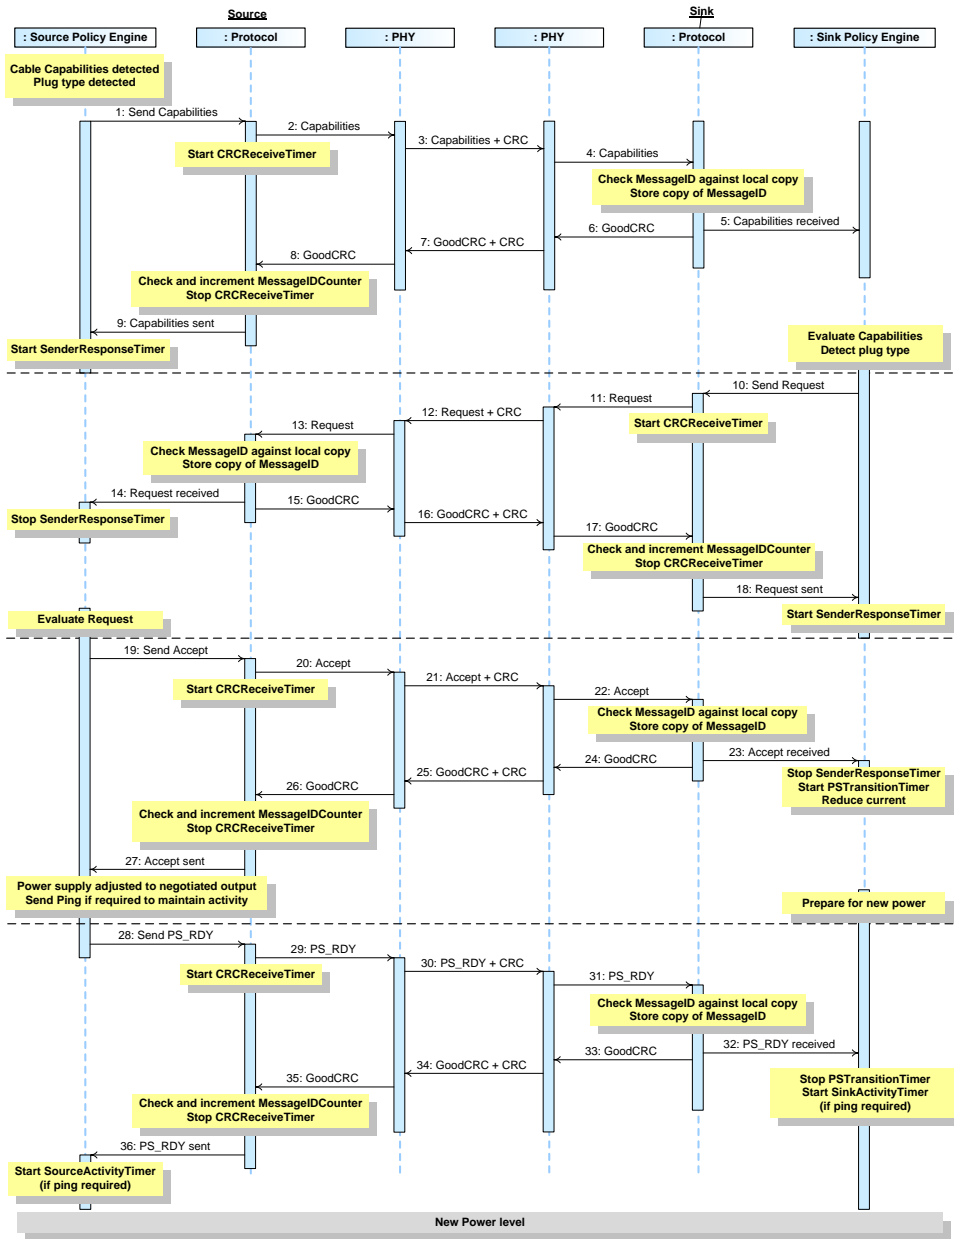 Source
Sink
: Source Policy Engine
: Protocol
: PHY
: PHY
: Protocol
: Sink Policy Engine
Cable Capabilities detected
Plug type detected
1: Send Capabilities
2: Capabilities
3: Capabilities + CRC
Start CRCReceiveTimer
4: Capabilities
Check MessageID against local copy
Store copy of MessageID
5: Capabilities received
6: GoodCRC
7: GoodCRC + CRC
8: GoodCRC
Check and increment MessageIDCounter
Stop CRCReceiveTimer
9: Capabilities sent
Start SenderResponseTimer
Evaluate Capabilities
Detect plug type
10: Send Request
11: Request
Start CRCReceiveTimer
12: Request + CRC
13: Request
Check MessageID against local copy
Store copy of MessageID
14: Request received
15: GoodCRC
Stop SenderResponseTimer
16: GoodCRC + CRC
17: GoodCRC
Check and increment MessageIDCounter
Stop CRCReceiveTimer
18: Request sent
Start SenderResponseTimer
Evaluate Request
19: Send Accept
20: Accept
21: Accept + CRC
Start CRCReceiveTimer
22: Accept
Check MessageID against local copy
Store copy of MessageID
23: Accept received
24: GoodCRC
25: GoodCRC + CRC
26: GoodCRC
Stop SenderResponseTimer
Start PSTransitionTimer
Reduce current
Check and increment MessageIDCounter
Stop CRCReceiveTimer
27: Accept sent
Power supply adjusted to negotiated output
Send Ping if required to maintain activity
Prepare for new power
28: Send PS_RDY
29: PS_RDY
30: PS_RDY + CRC
Start CRCReceiveTimer
31: PS_RDY
Check MessageID against local copy
Store copy of MessageID
32: PS_RDY received
33: GoodCRC
34: GoodCRC + CRC
35: GoodCRC
Stop PSTransitionTimer
Start SinkActivityTimer
(if ping required)
Check and increment MessageIDCounter
Stop CRCReceiveTimer
36: PS_RDY sent
Start SourceActivityTimer
(if ping required)
New Power level